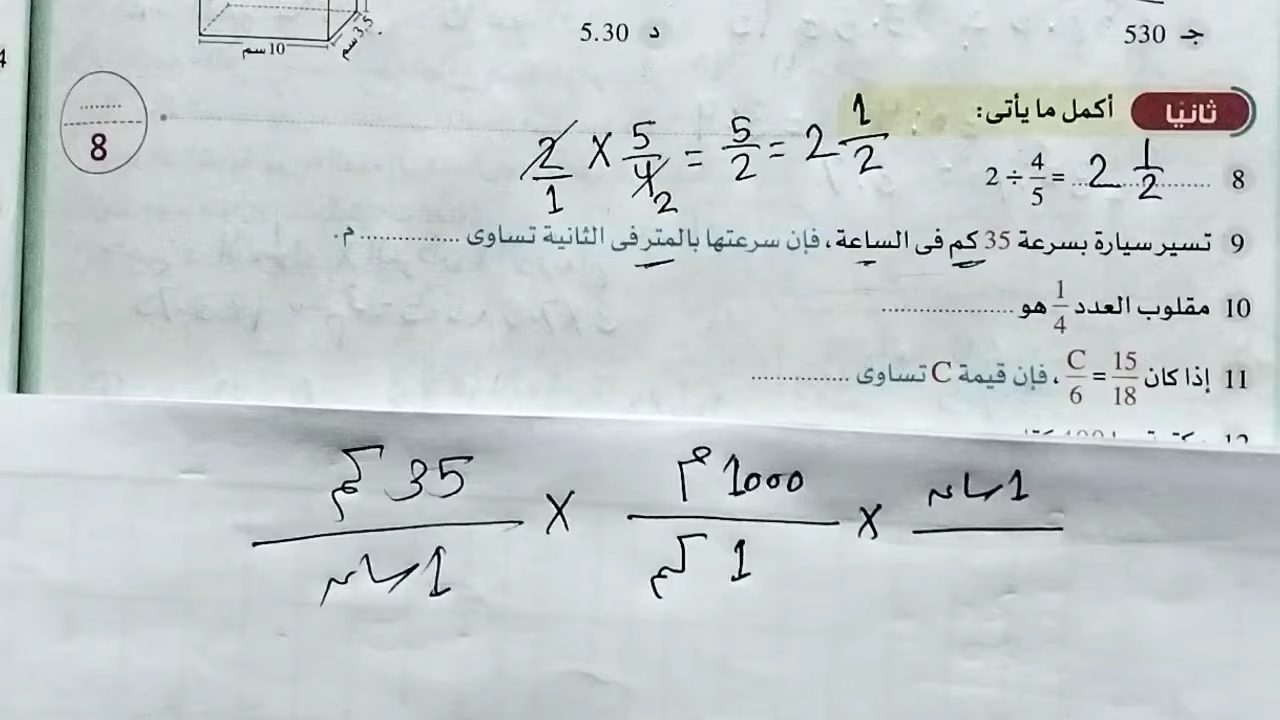 10 سم
3,5 سم
جـ 530
د 5.30
ثانيًا أكمل ما يأتى:
8
8 2 ÷ 4/5 = .... 2 1/2 ....
2/1 × 5/4 2 = 5/2 = 2 1/2
9 تسير سيارة بسرعة 35 كم فى الساعة ، فإن سرعتها بالمتر فى الثانية تساوى ................ م.
10 مقلوب العدد 1/4 هو ....................
11 إذا كان 15/18 = C/6 ، فإن قيمة C تساوى ...............
35 كم / 1 ساعة × 1000 م / 1 كم × 1 ساعة